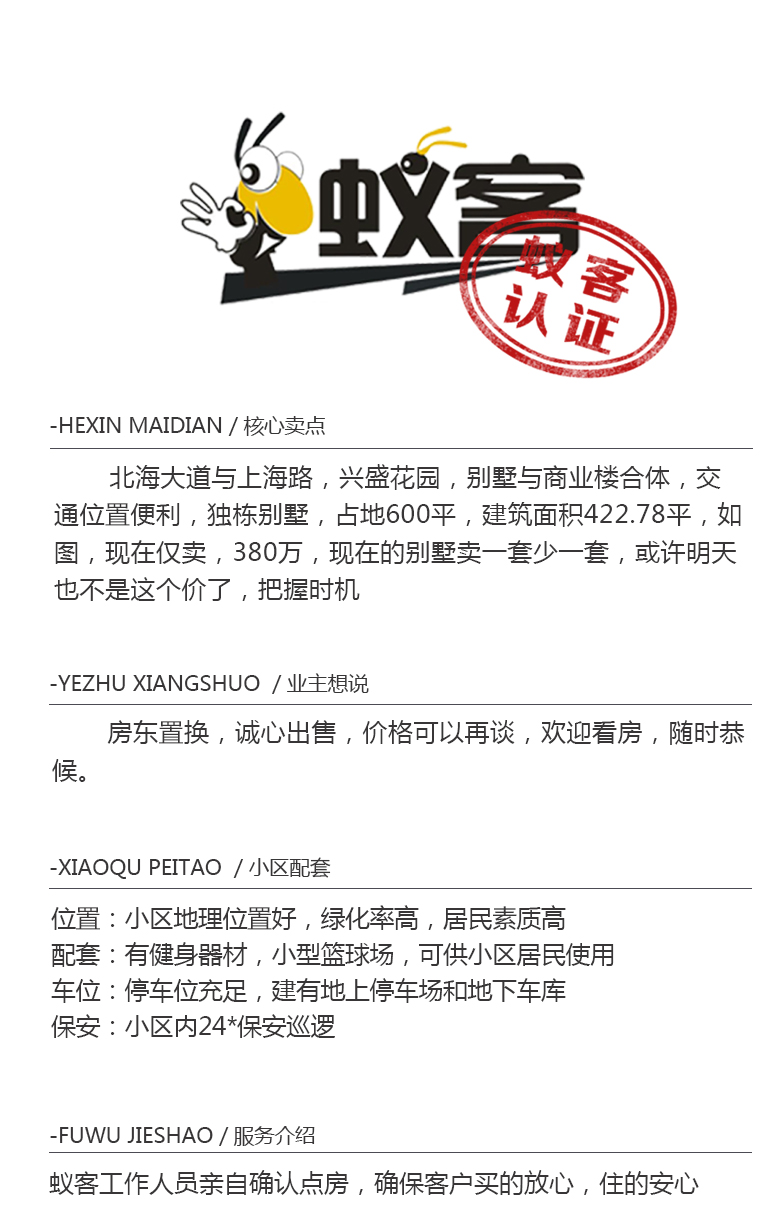 蚁客
蚁客
认证
-HEXIN MAIDIAN / 核心卖点
北海大道与上海路，兴盛花园，别墅与商业楼合体，交
通位置便利，独栋别墅，占地600平，建筑面积422.78平，如
图，现在仅卖，380万，现在的别墅卖一套少一套，或许明天
也不是这个价了，把握时机
-YEZHU XIANGSHUO / 业主想说
房东置换，诚心出售，价格可以再谈，欢迎看房，随时恭
候。
-XIAOQU PEITAO / 小区配套
位置：小区地理位置好，绿化率高，居民素质高
配套：有健身器材，小型篮球场，可供小区居民使用
车位：停车位充足，建有地上停车场和地下车库
保安：小区内24*保安巡逻
-FUWU JIESHAO / 服务介绍
蚁客工作人员亲自确认点房，确保客户买的放心，住的安心